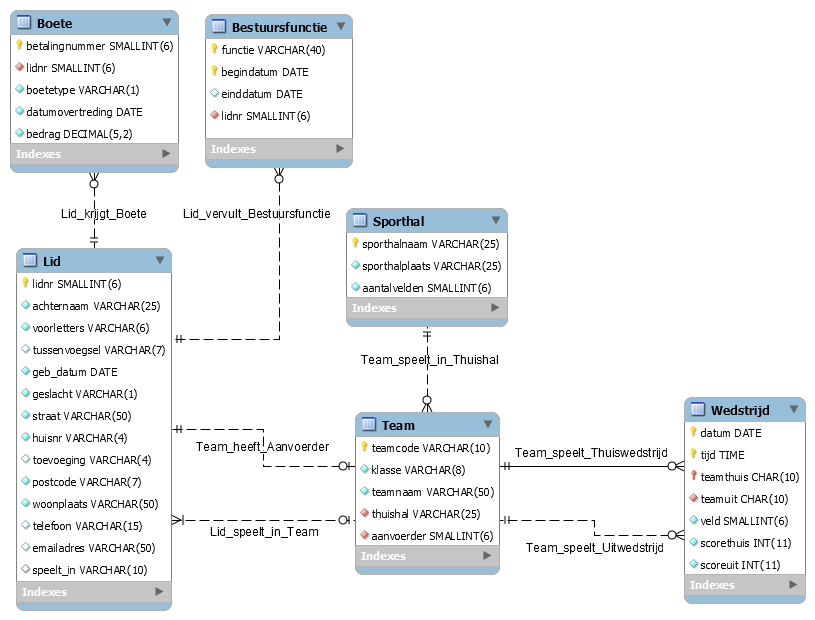 Boete
betalingnummer SMALLINT(6)
lidnr SMALLINT(6)
boetetype VARCHAR(1)
datumovertreding DATE
bedrag DECIMAL(5,2)
Indexes
Bestuursfunctie
functie VARCHAR(40)
begindatum DATE
einddatum DATE
lidnr SMALLINT(6)
Indexes
Lid_krijgt_Boete
Lid_vervult_Bestuursfunctie
Sporthal
sporthalnaam VARCHAR(25)
sporthalplaats VARCHAR(25)
aantalvelden SMALLINT(6)
Indexes
Lid
lidnr SMALLINT(6)
achternaam VARCHAR(25)
voorletters VARCHAR(6)
tussenvoegsel VARCHAR(7)
geb_datum DATE
geslacht VARCHAR(1)
straat VARCHAR(50)
huisnr VARCHAR(4)
toevoeging VARCHAR(4)
postcode VARCHAR(7)
woonplaats VARCHAR(50)
telefoon VARCHAR(15)
emailadres VARCHAR(50)
speelt_in VARCHAR(10)
Indexes
Team_speelt_in_Thuishal
Team_heeft_Aanvoerder
Lid_speelt_in_Team
Team
teamcode VARCHAR(10)
klasse VARCHAR(8)
teamnaam VARCHAR(50)
thuishal VARCHAR(25)
aanvoerder SMALLINT(6)
Indexes
Team_speelt_Thuiswedstrijd
Team_speelt_Uitwedstrijd
Wedstrijd
datum DATE
tijd TIME
teamthuis CHAR(10)
teamuit CHAR(10)
veld SMALLINT(6)
scorethuis INT(11)
scoreuit INT(11)
Indexes